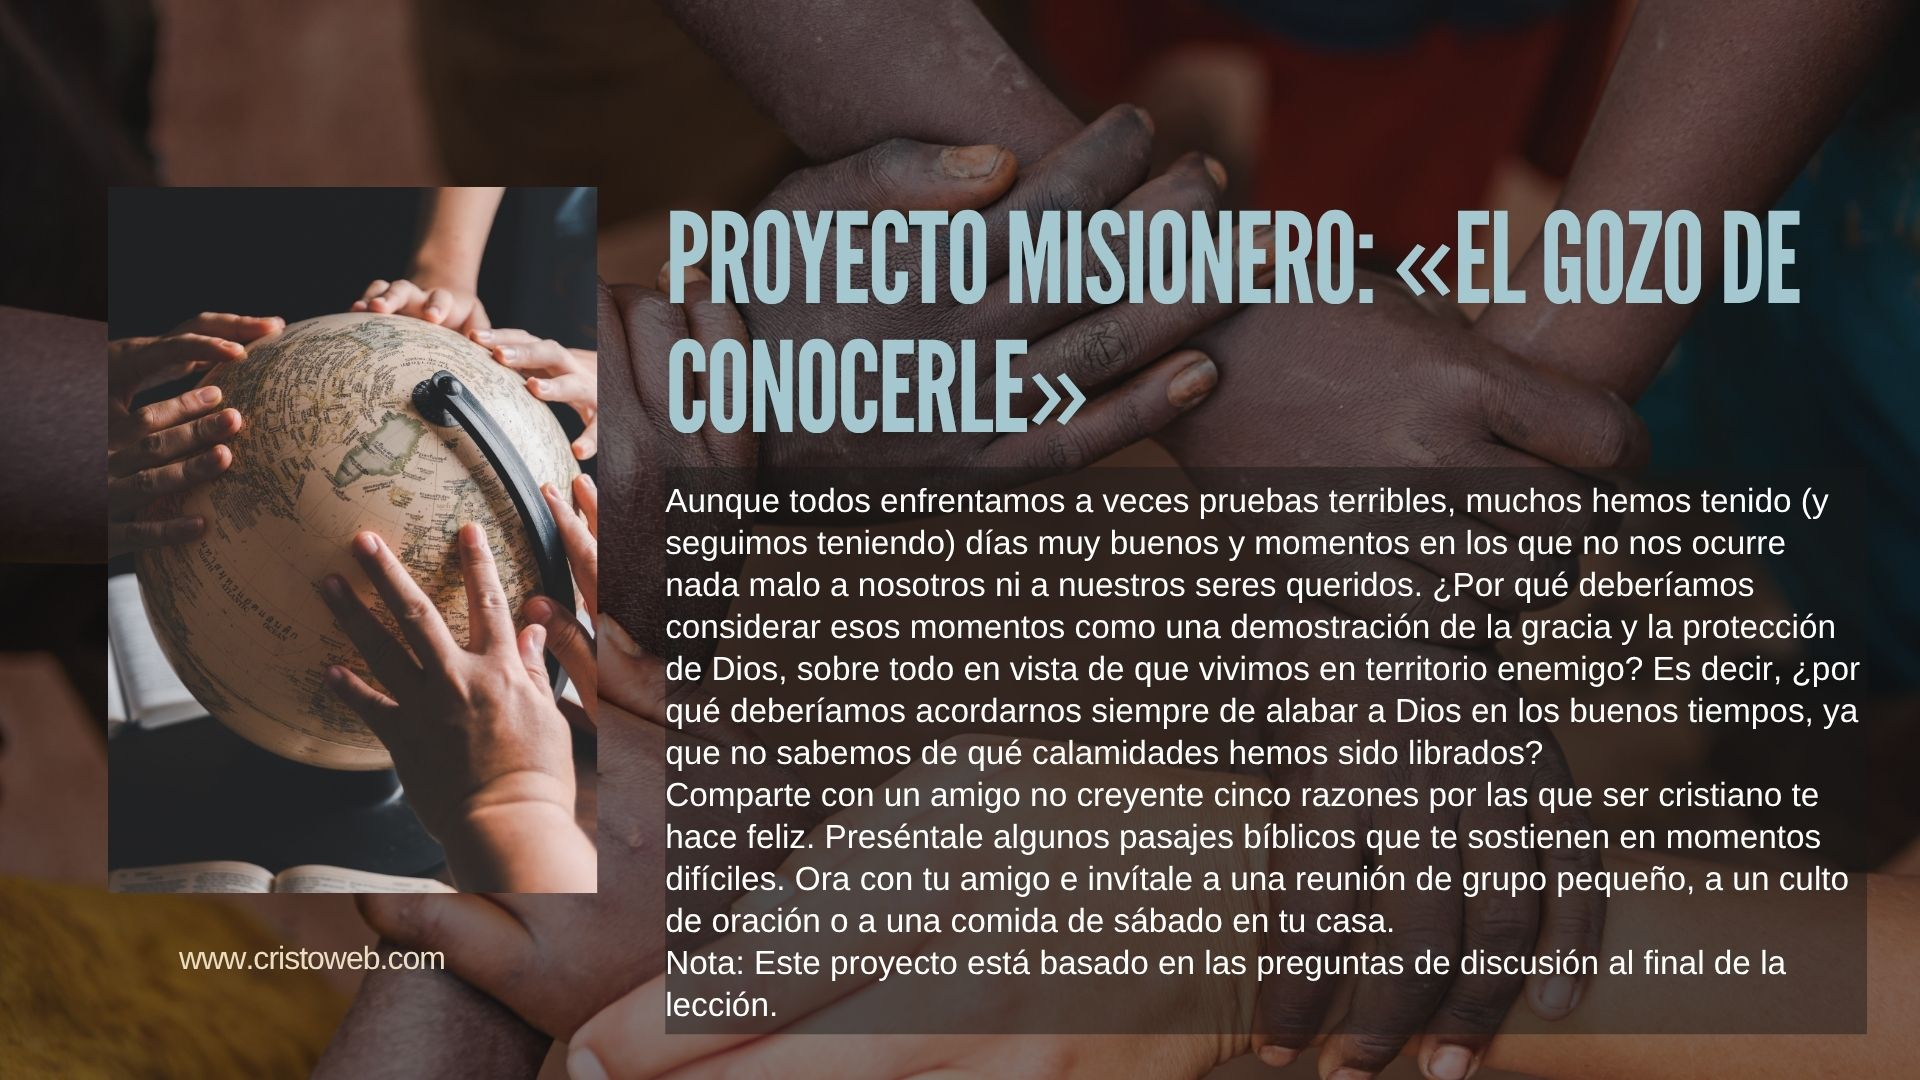 PROYECTO MISIONERO: «EL GOZO DE
CONOCERLE»
Aunque todos enfrentamos a veces pruebas terribles, muchos hemos tenido (y
seguimos teniendo) días muy buenos y momentos en los que no nos ocurre
nada malo a nosotros ni a nuestros seres queridos. ¿Por qué deberíamos
considerar esos momentos como una demostración de la gracia y la protección
de Dios, sobre todo en vista de que vivimos en territorio enemigo? Es decir, ¿por
qué deberíamos acordarnos siempre de alabar a Dios en los buenos tiempos, ya
que no sabemos de qué calamidades hemos sido librados?
Comparte con un amigo no creyente cinco razones por las que ser cristiano te
hace feliz. Preséntale algunos pasajes bíblicos que te sostienen en momentos
difíciles. Ora con tu amigo e invítale a una reunión de grupo pequeño, a un culto
de oración o a una comida de sábado en tu casa.
Nota: Este proyecto está basado en las preguntas de discusión al final de la
lección.
www.cristoweb.com